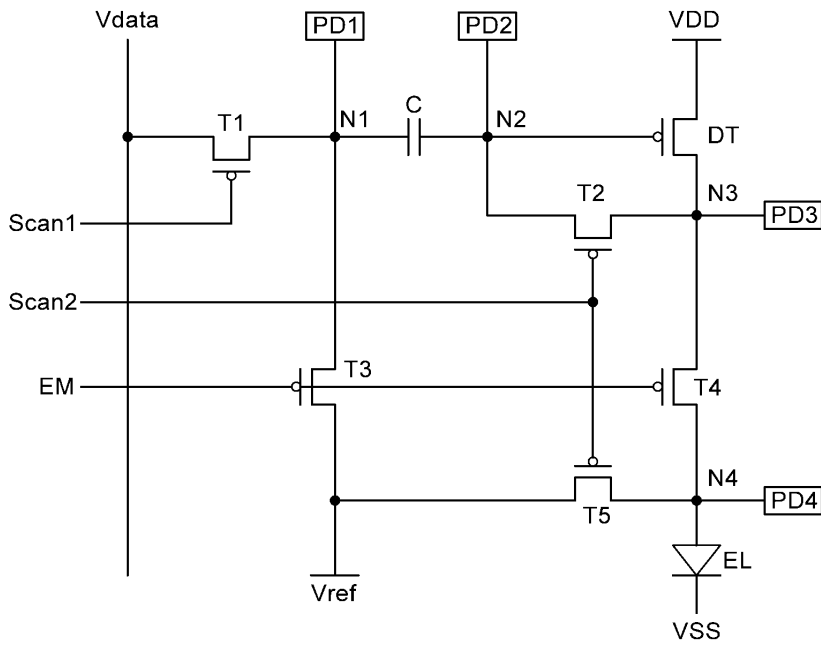 Vdata
PD1
PD2
VDD
T1
N1
C
N2
DT
T2
N3
PD3
Scan1
Scan2
T3
EM
T4
N4
PD4
T5
EL
Vref
VSS